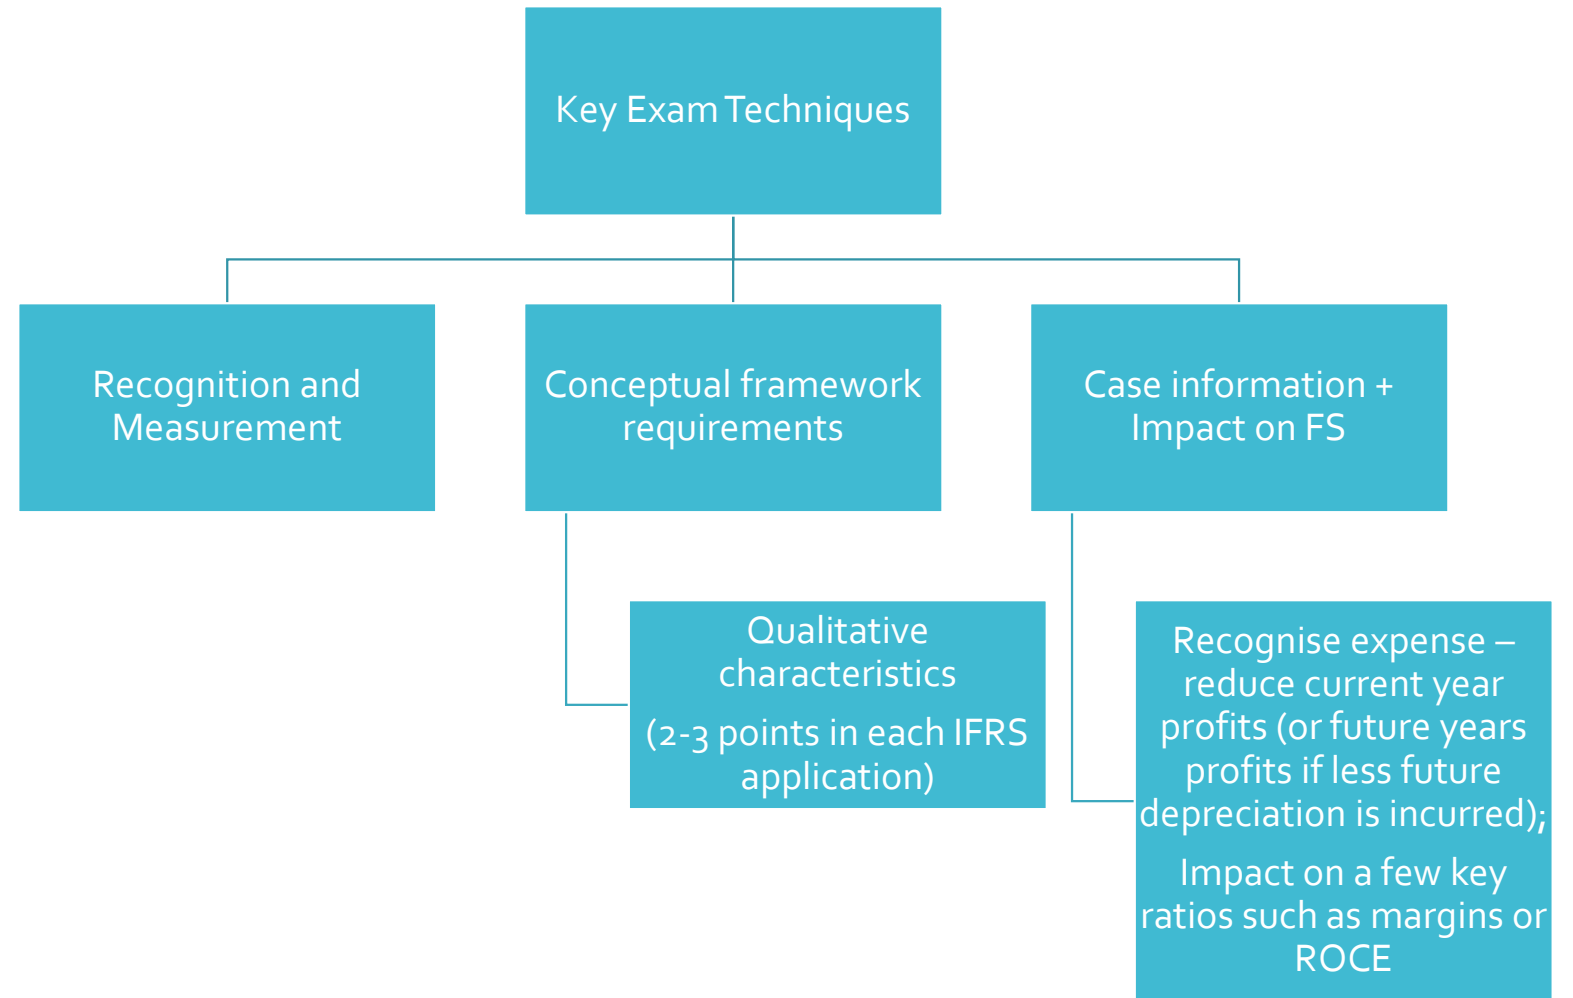 Key Exam Techniques
Recognition and
Measurement
Conceptual framework
requirements
Case information +
Impact on FS
Qualitative
characteristics
(2-3 points in each IFRS
application)
Recognise expense –
reduce current year
profits (or future years
profits if less future
depreciation is incurred);
Impact on a few key
ratios such as margins or
ROCE